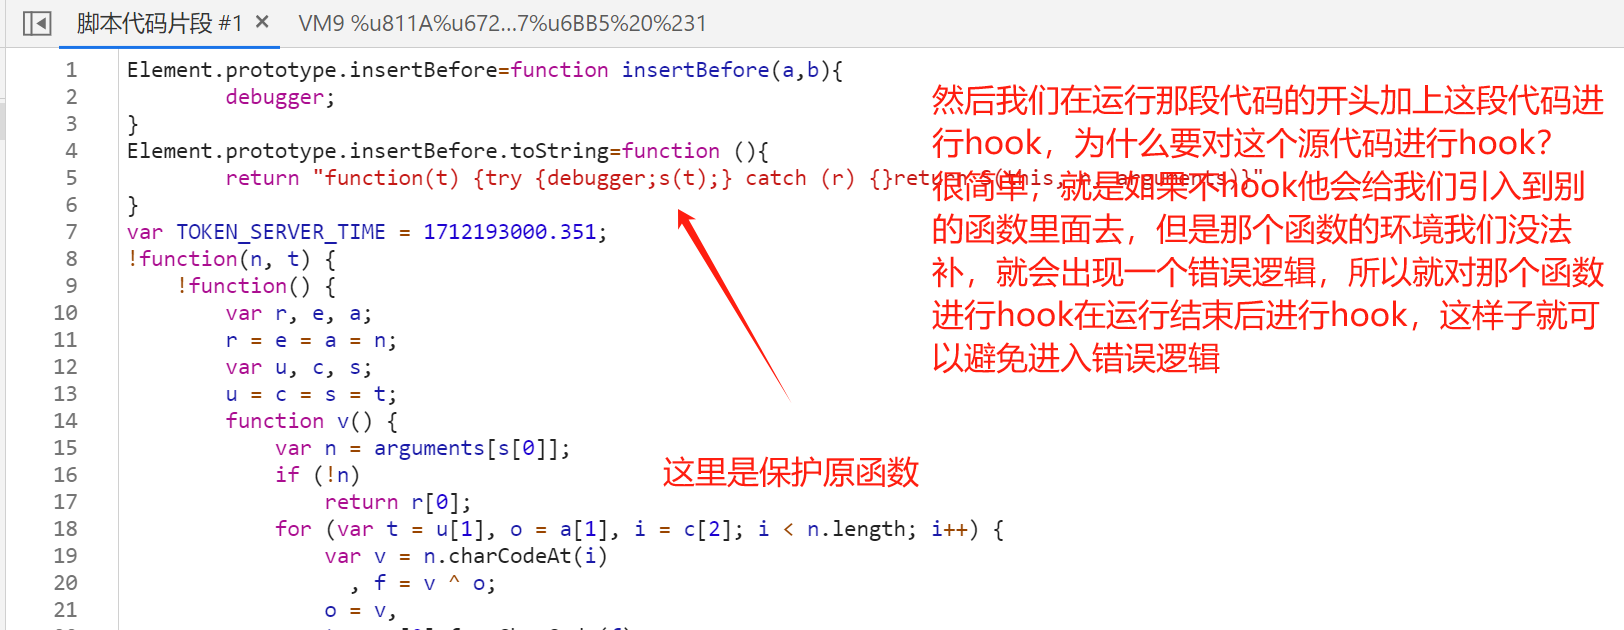 脚本代码片段 #1 ×
VM9 %u811A%u672...7%u6BB5%20%231
1 Element.prototype.insertBefore=function insertBefore(a,b){
2 debugger;
3 }
4 Element.prototype.insertBefore.toString=function (){
5 return "function(t) {try {debugger;s(t);} catch (r) {}return S(this, arguments)}"
6 }
7 var TOKEN_SERVER_TIME = 1712193000.351;
8 !function(n, t) {
9 !function() {
10 var r, e, a;
11 r = e = a = n;
12 var u, c, s;
13 u = c = s = t;
14 function v() {
15 var n = arguments[s[0]];
16 if (!n)
17 return r[0];
18 for (var t = u[1], o = a[1], i = c[2]; i < n.length; i++) {
19 var v = n.charCodeAt(i)
20 , f = v ^ o;
21 o = v,
然后我们在运行那段代码的开头加上这段代码进
行hook，为什么要对这个源代码进行hook?
很简单，就是如果不hook他会给我们引入到别
的函数里面去，但是那个函数的环境我们没法
补，就会出现一个错误逻辑，所以就对那个函数
进行hook在运行结束后进行hook，这样子就可
以避免进入错误逻辑
这里是保护原函数